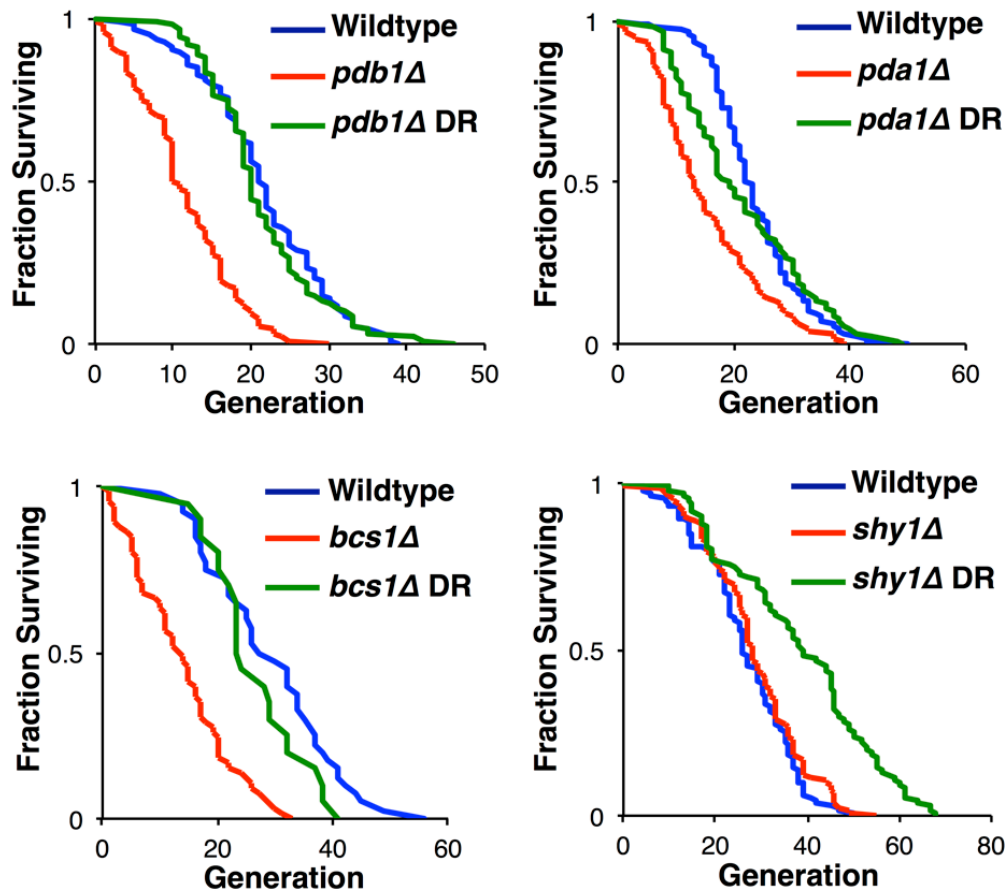 Fraction Surviving
1
0.5
0
Wildtype
pdb1Δ
pdb1Δ DR
0 10 20 30 40 50
Generation
Fraction Surviving
1
0.5
0
Wildtype
pda1Δ
pda1Δ DR
0 20 40 60
Generation
Fraction Surviving
1
0.5
0
Wildtype
bcs1Δ
bcs1Δ DR
0 20 40 60
Generation
Fraction Surviving
1
0.5
0
Wildtype
shy1Δ
shy1Δ DR
0 20 40 60 80
Generation